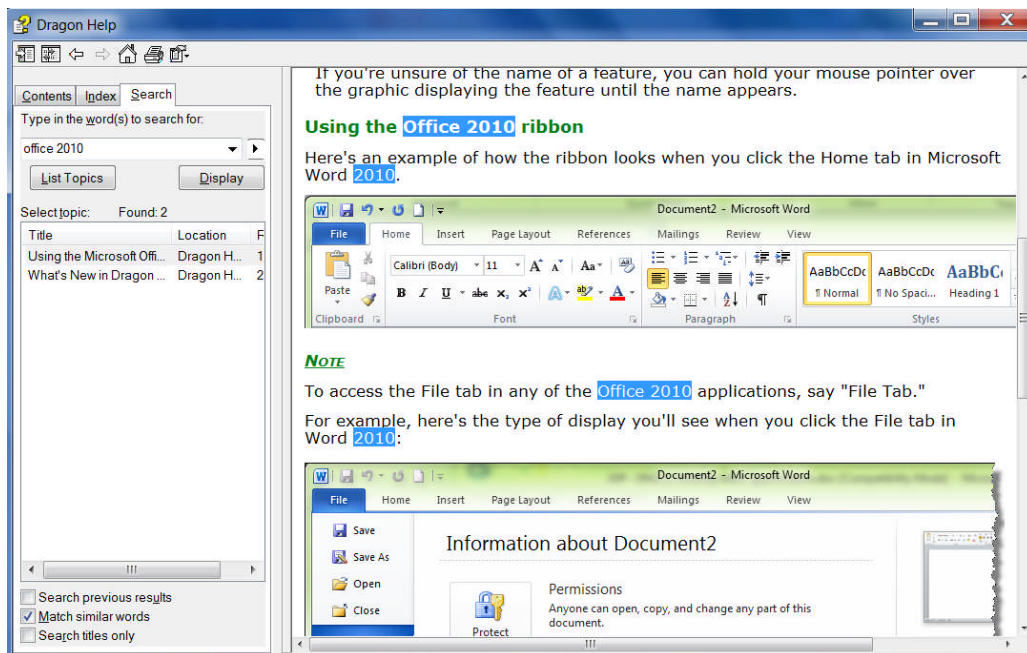 Dragon Help
Contents Index Search
Type in the word(s) to search for:
office 2010
List Topics Display
Select topic: Found: 2
Title Location F
Using the Microsoft Offi... Dragon H... 1
What's New in Dragon ... Dragon H... 2
Search previous results
Match similar words
Search titles only
If you're unsure of the name of a feature, you can hold your mouse pointer over
the graphic displaying the feature until the name appears.
Using the Office 2010 ribbon
Here's an example of how the ribbon looks when you click the Home tab in Microsoft
Word 2010.
Document2 - Microsoft Word
File Home Insert Page Layout References Mailings Review View
Paste
Calibri (Body) 11 A A Aa
B I U abc x₂ x² A ab A
AaBbCcDc AaBbCcDc AaBbC
¶ Normal ¶ No Spaci... Heading 1
Clipboard Font Paragraph Styles
NOTE
To access the File tab in any of the Office 2010 applications, say "File Tab."
For example, here's the type of display you'll see when you click the File tab in
Word 2010:
Document2 - Microsoft Word
File Home Insert Page Layout References Mailings Review View
Save
Save As
Open
Close
Information about Document2
Permissions
Anyone can open, copy, and change any part of this
document.
Protect